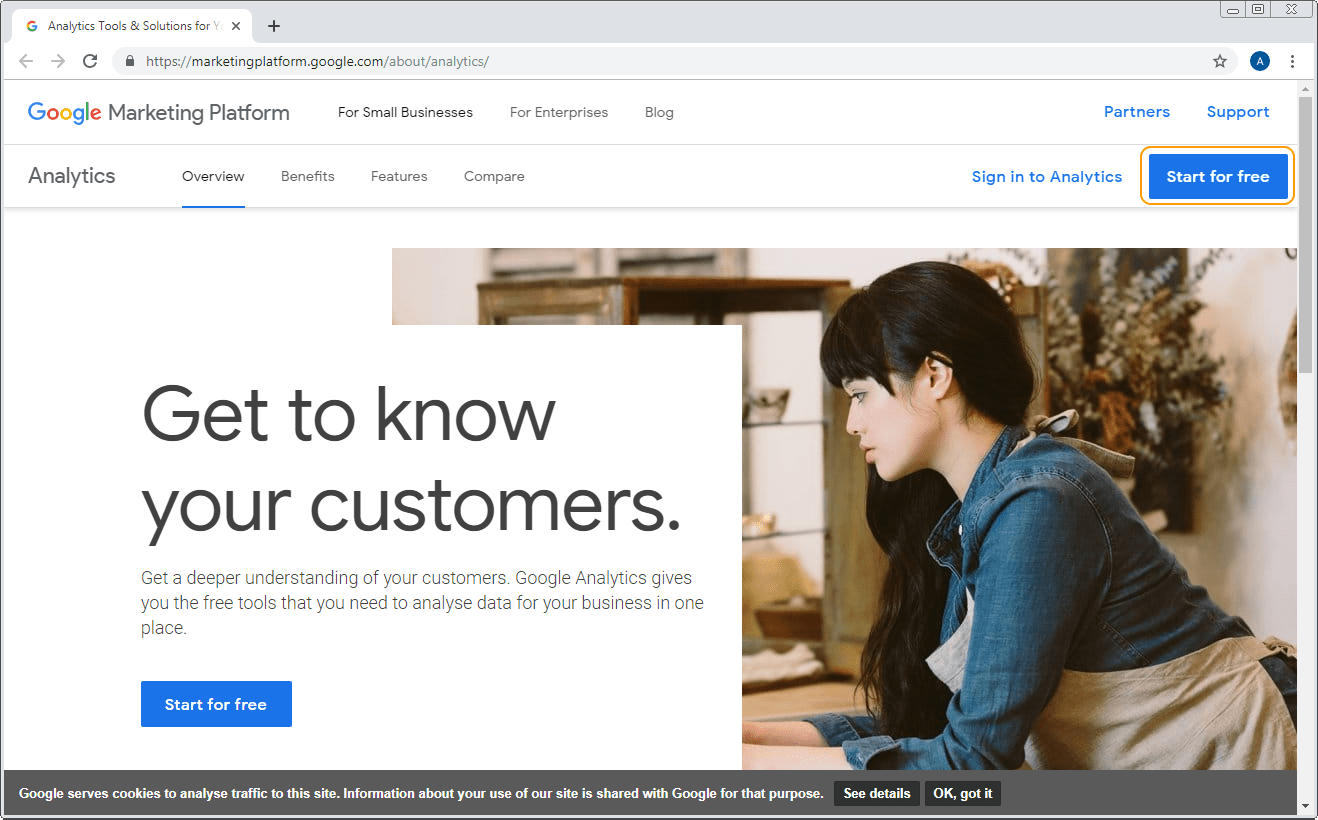 Analytics Tools & Solutions for Y
https://marketingplatform.google.com/about/analytics/
A
Google Marketing Platform For Small Businesses For Enterprises Blog Partners Support
Analytics Overview Benefits Features Compare Sign in to Analytics Start for free
Get to know
your customers.
Get a deeper understanding of your customers. Google Analytics gives
you the free tools that you need to analyse data for your business in one
place.
Start for free
Google serves cookies to analyse traffic to this site. Information about your use of our site is shared with Google for that purpose. See details OK, got it